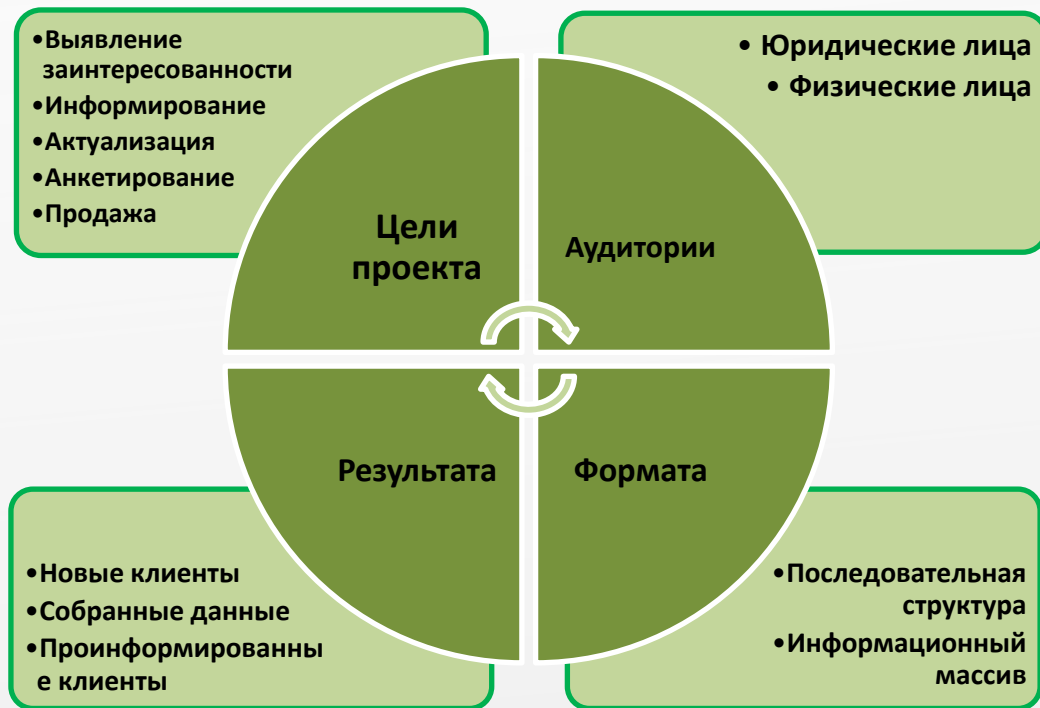 •Выявление
заинтересованности
•Информирование
•Актуализация
•Анкетирование
•Продажа
• Юридические лица
• Физические лица
Цели
проекта
Аудитории
Результата
Формата
•Новые клиенты
•Собранные данные
•Проинформированны
е клиенты
•Последовательная
структура
•Информационный
массив